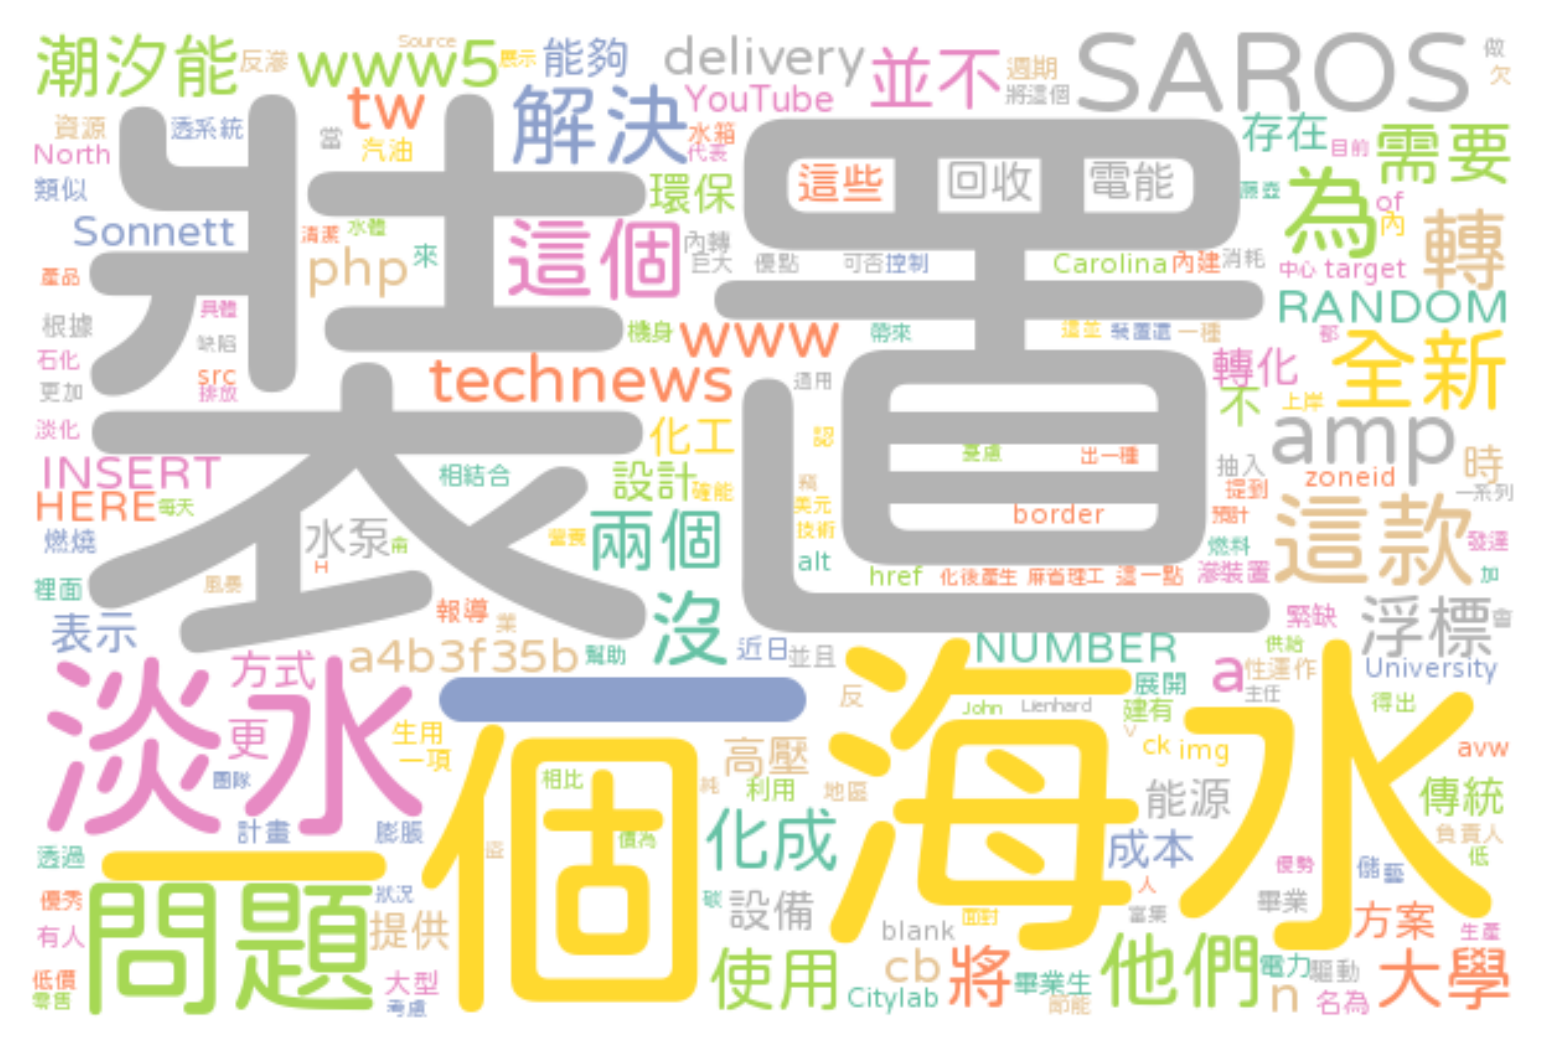 潮汐能 反滲 www5 Source 展示 能夠 delivery 並不 週期 將這個 SAROS 做 欠
資源 透系統 當 tw 汽油 解決 YouTube 水箱 代表 存在 目前 需要
North 類似 環保 這些 回收 電能 藤壺 為 of 內 轉
Sonnett 清潔 水體 php 來 這個 內轉 巨大 優點 可否 控制 Carolina 內建 消耗 中心 target
產品 具體 裝置 RANDOM
根據 缺陷 機身 www 帶來 這並 裝置還 一種 都 全新
石化 src 排放 technews 適用 轉化
更加 不 上岸 amp
淡化 化工 認 憂慮 出一種 抽入 時
INSERT 相結合 設計 確能 提到 zoneid 一系列
HERE 每天 美元 border 預計 這款
燃燒 水泵 H 營養 兩個 技術 燃料 發達
裡面 風暴 alt href 化後產生 麻省理工 這一點 滲裝置 加
表示 報導 業 沒 緊缺 浮標 會
方式 a4b3f35b 幫助 近日 並且 NUMBER 供給 a 性運作 University
淡水 更 反 海水 展開 主任 得出
生用 一項 一個 John Lienhard 建有 V ck img avw
團隊 高壓 相比 利用 地區 能源 傳統
計畫 膨脹 價為 化成 成本 負責人
透過 優勢 儲 低
問題 狀況 碳 設備 人 畢業
優秀 提供 面對 富集 方案
有人 blank 生產
低價 大型 使用 cb 將 畢業生 他們 電力 驅動 大學
零售 考慮 Citylab 節能 n 名為